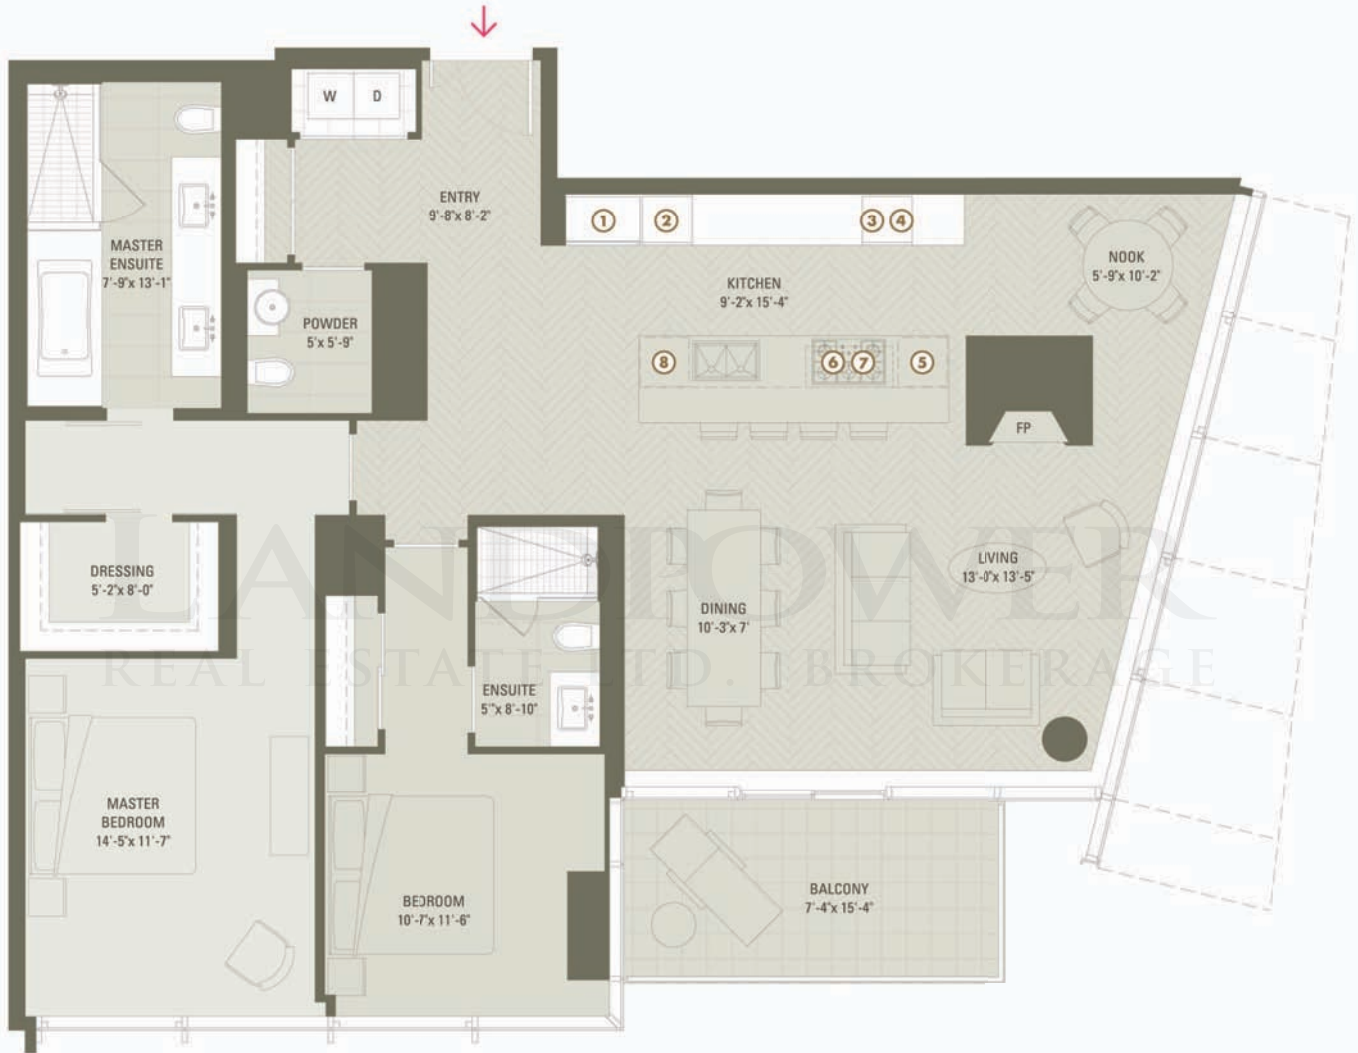 W
D
ENTRY
9'-8"x 8'-2"
1
2
3
4
MASTER
ENSUITE
7'-9"x 13'-1"
NOOK
5'-9"x 10'-2"
KITCHEN
9'-2"x 15'-4"
POWDER
5'x 5'-9"
8
6
7
5
FP
LANDPOWER
REAL ESTATE LTD. BROKERAGE
DRESSING
5'-2"x 8'-0"
LIVING
13'-0"x 13'-5"
DINING
10'-3"x 7'
ENSUITE
5'"x 8'-10"
MASTER
BEDROOM
14'-5"x 11'-7"
BEDROOM
10'-7"x 11'-6"
BALCONY
7'-4"x 15'-4"